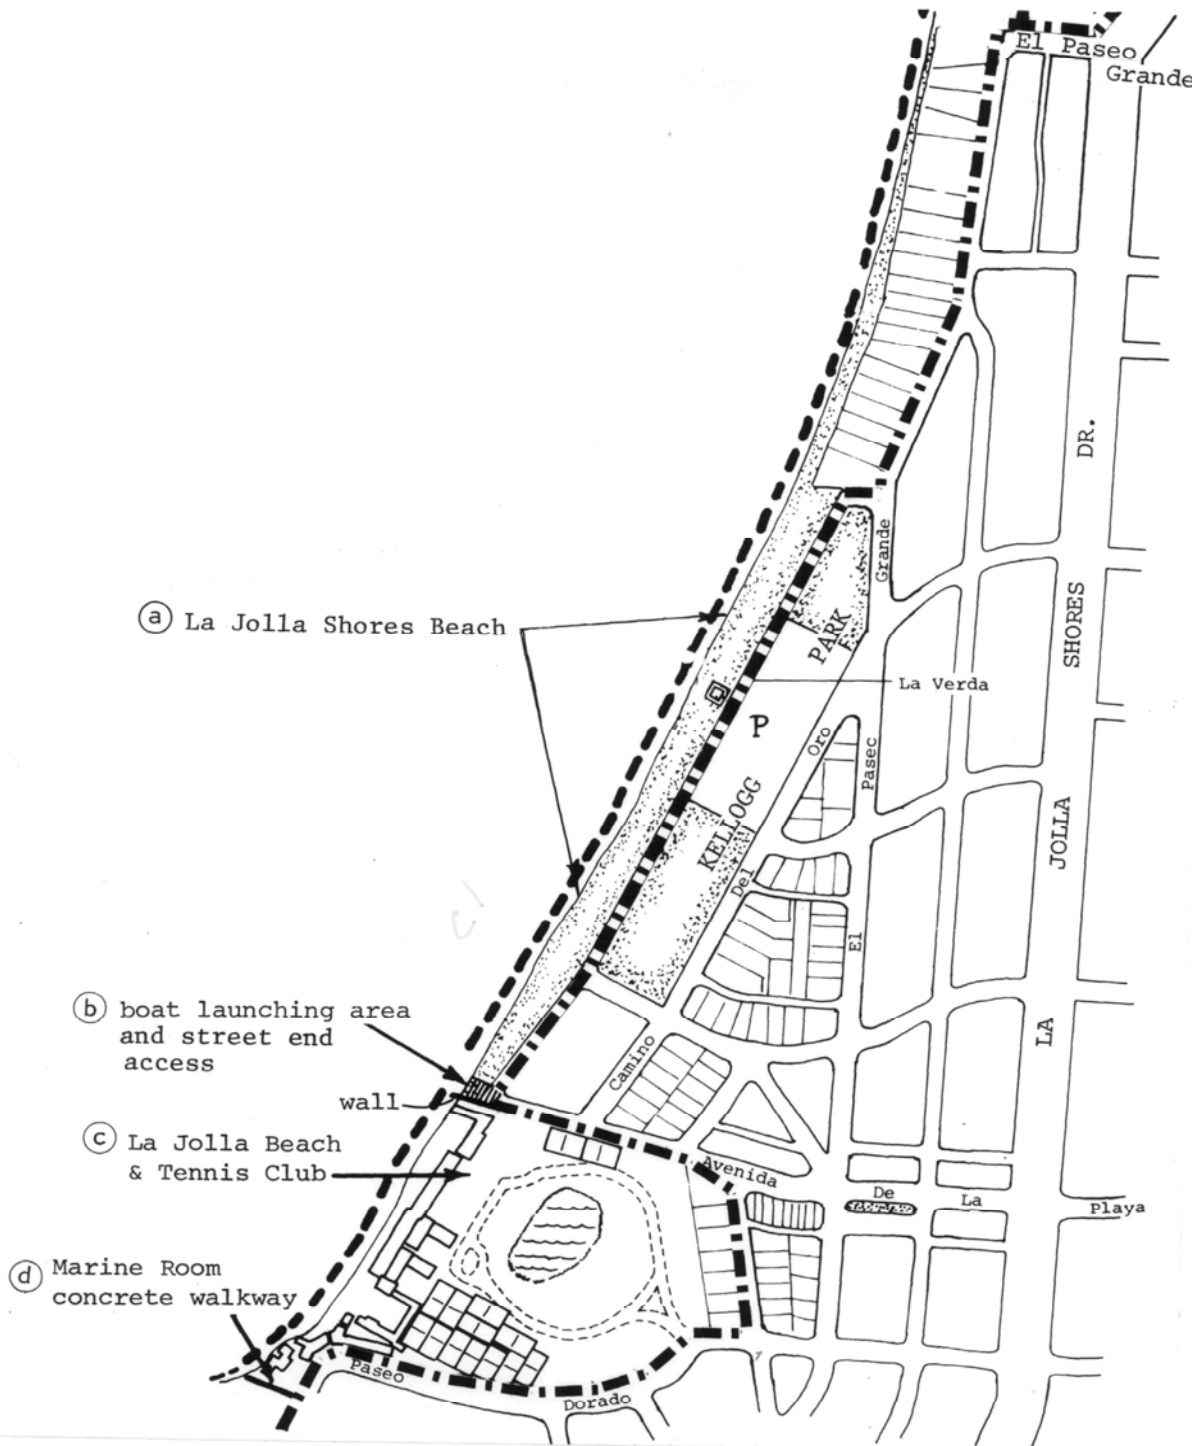 El Paseo
Grande
DR.
Grande
ⓐ La Jolla Shores Beach
SHORES
PARK
La Verda
P
Oro
Pasec
KELLOGG
JOLLA
Del
El
ⓑ boat launching area
and street end
access
LA
Camino
wall
ⓒ La Jolla Beach
& Tennis Club
Avenida
De
La
Playa
ⓓ Marine Room
concrete walkway
Paseo
Dorado